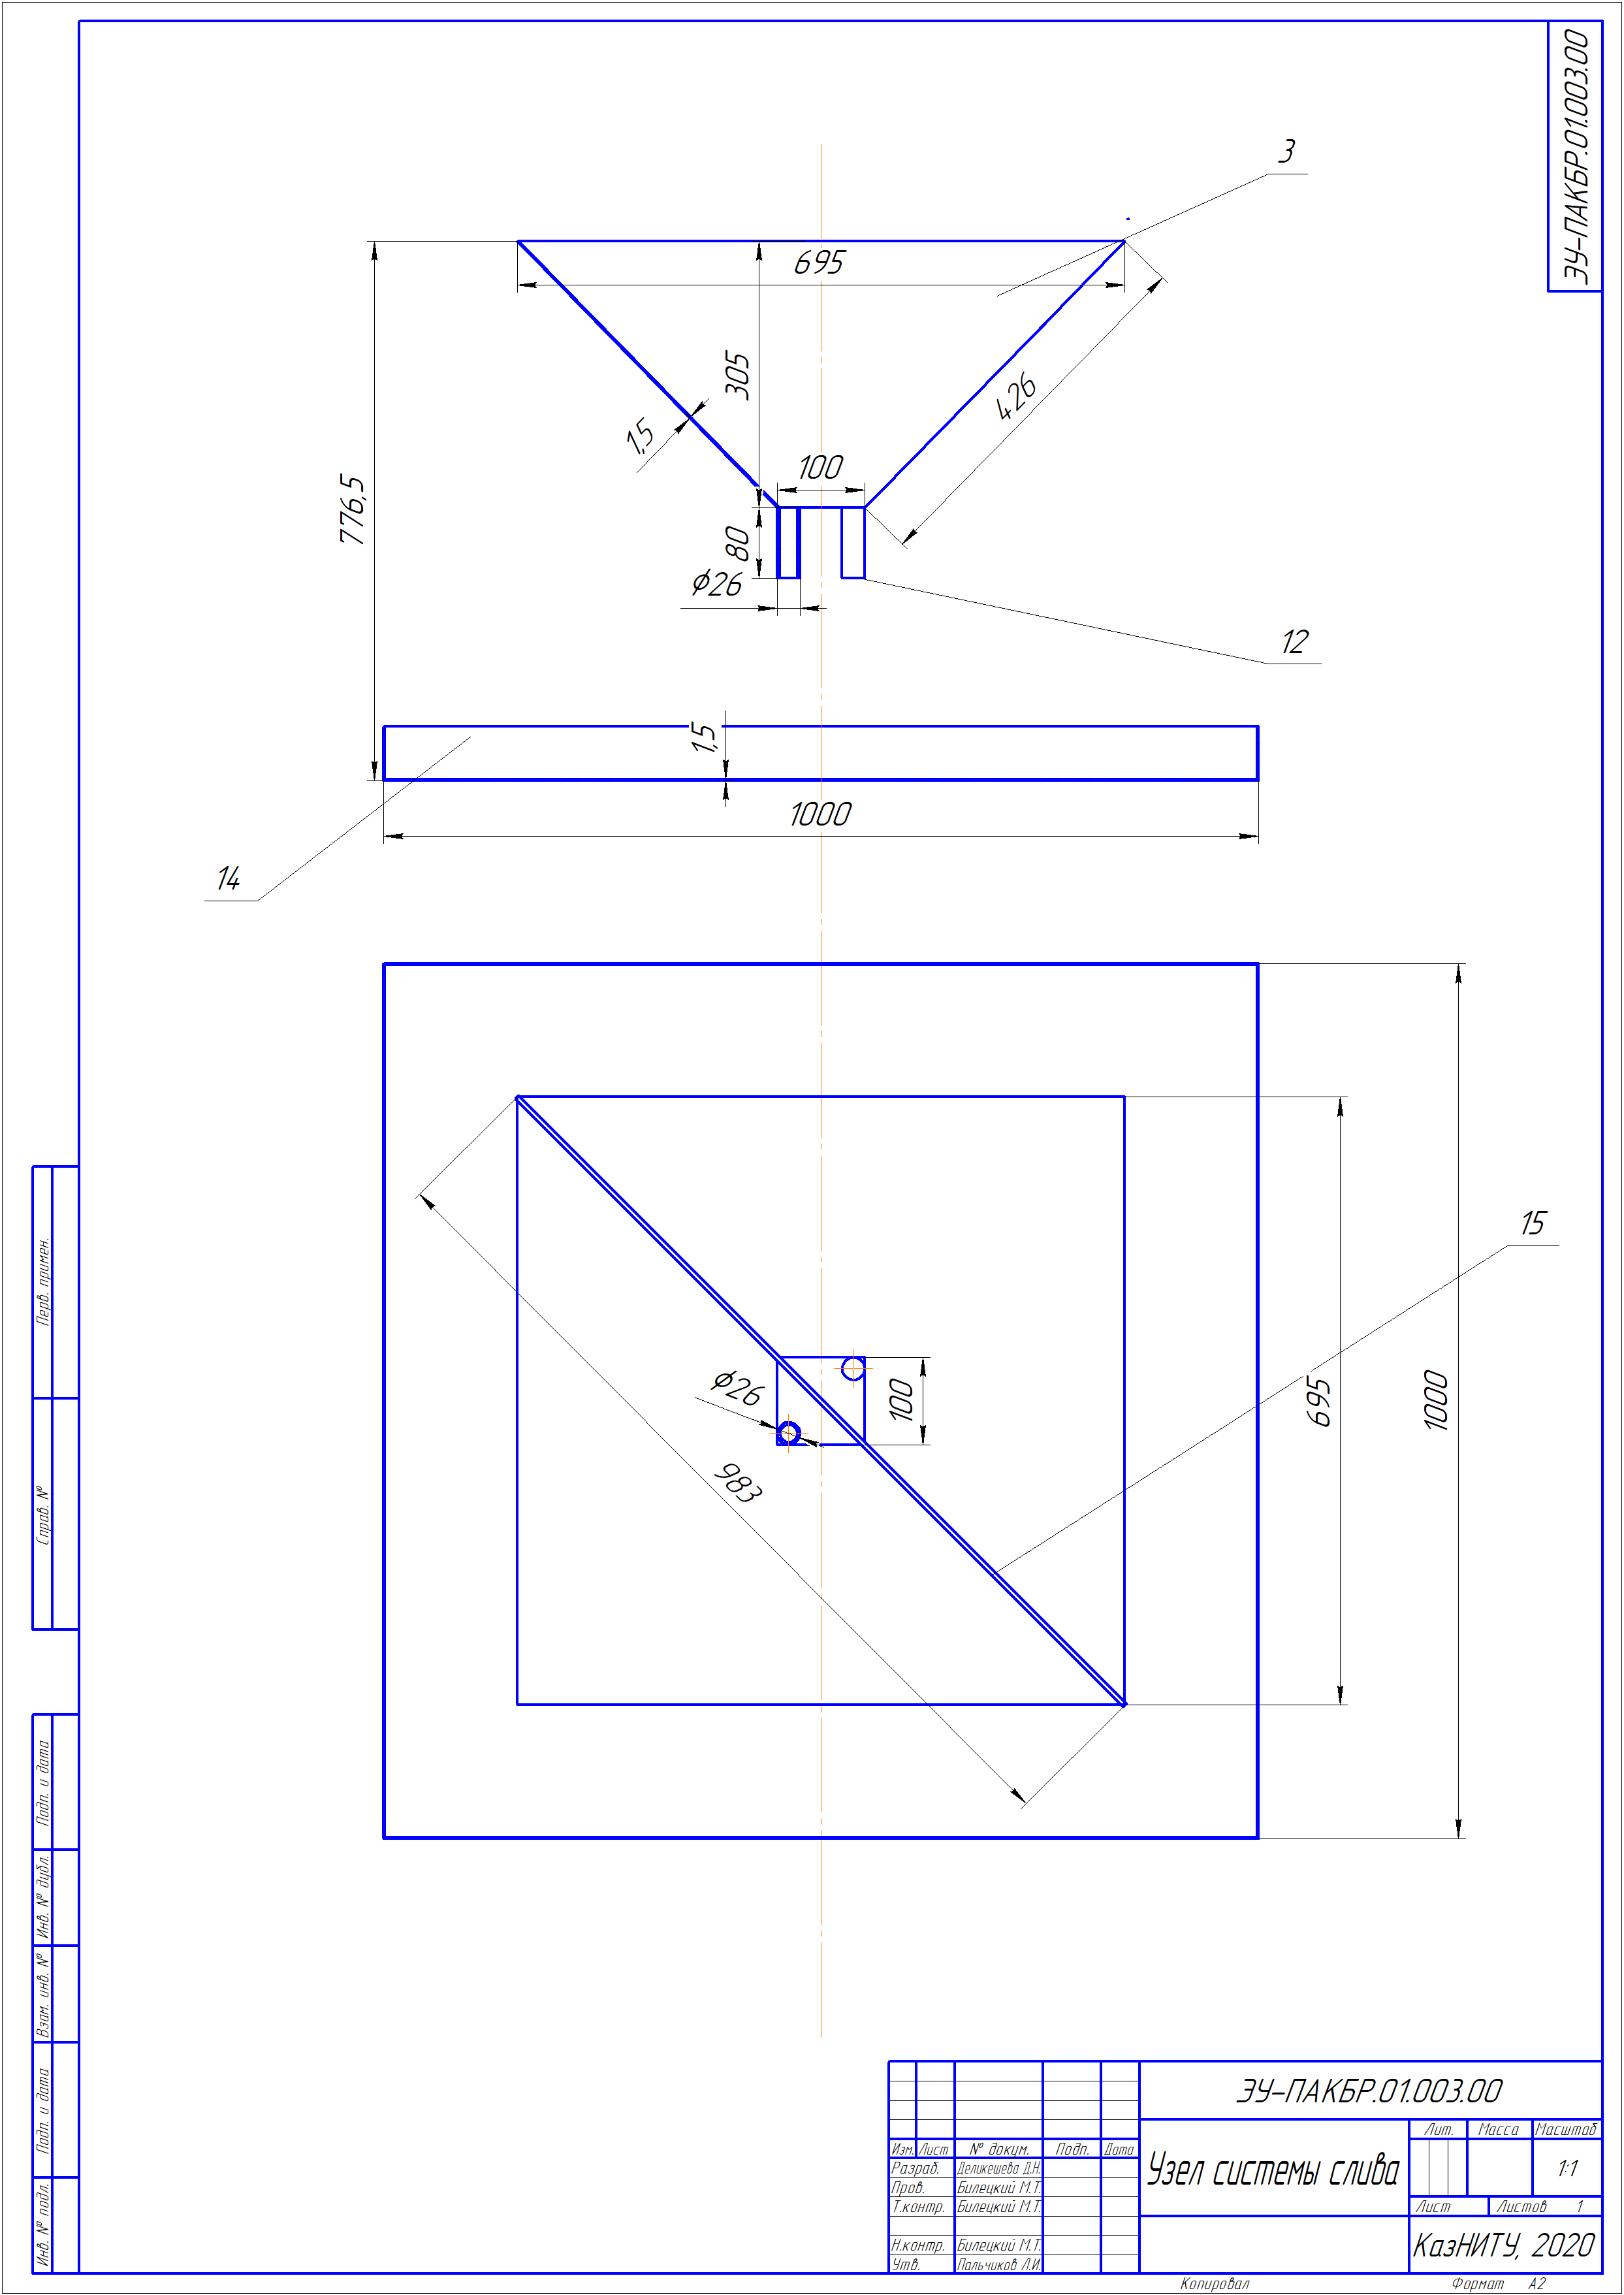 ЭУ-ПАКБР.01.003.00
3
695
305
426
1,5
100
776,5
80
ϕ26
12
1,5
1000
14
15
ϕ26
100
695
1000
983
Перв. примен.
Справ. №
Подп. и дата
Инв. № дубл.
Взам. инв. №
Подп. и дата
Инв. № подл.
ЭУ-ПАКБР.01.003.00
Лит. Масса Масштаб
Изм. Лист № докум. Подп. Дата
Разраб. Деликешева Д.Н.
Пров. Билецкий М.Т.
Т.контр. Билецкий М.Т.
Н.контр. Билецкий М.Т.
Утв. Пальчиков Л.И.
Узел системы слива
1:1
Лист Листов 1
КазНИТУ, 2020
Копировал Формат А2